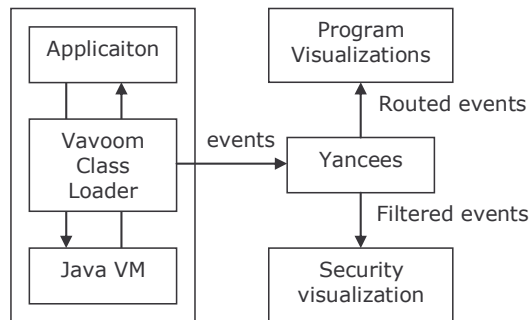 Applicaiton
Vavoom
Class
Loader
Java VM
events
Program
Visualizations
Routed events
Yancees
Filtered events
Security
visualization